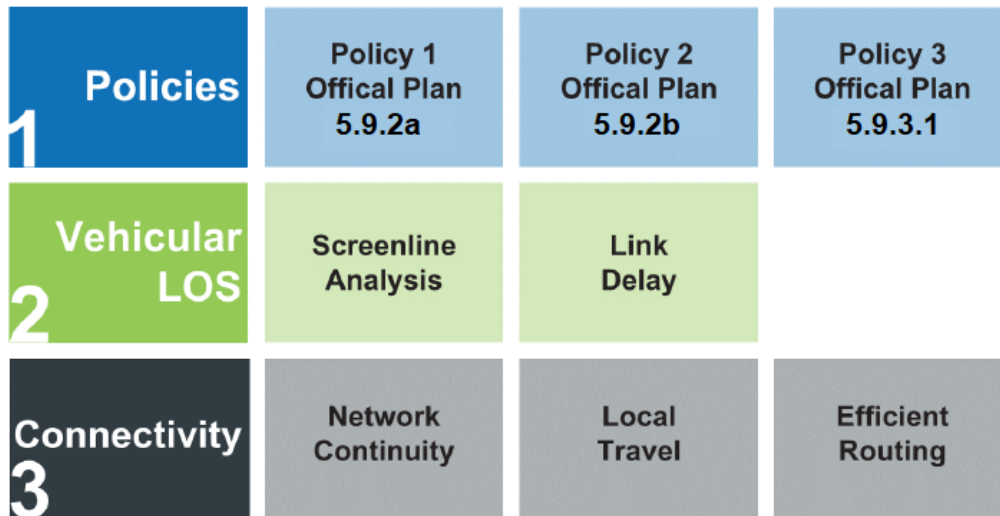 1
Policies
Policy 1
Offical Plan
5.9.2a
Policy 2
Offical Plan
5.9.2b
Policy 3
Offical Plan
5.9.3.1
2
Vehicular
LOS
Screenline
Analysis
Link
Delay
3
Connectivity
Network
Continuity
Local
Travel
Efficient
Routing